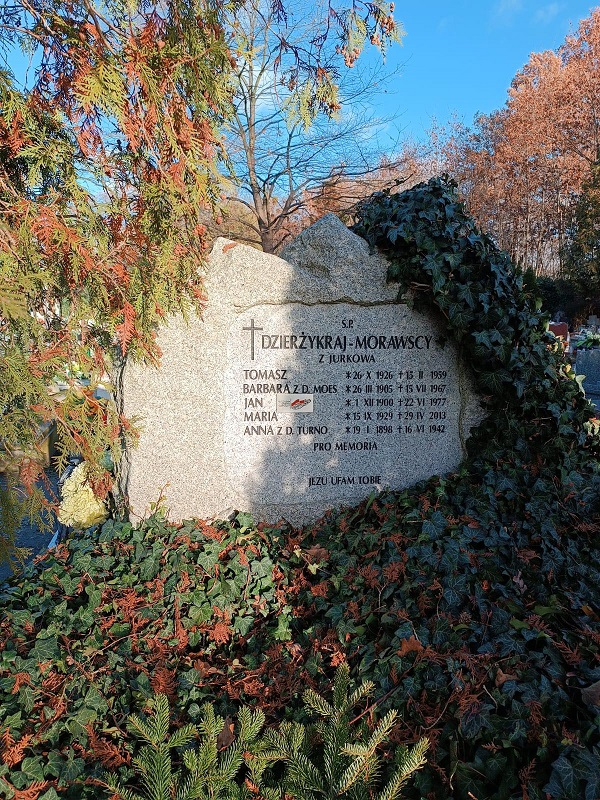 Ś.P.
DZIERŻYKRAJ-MORAWSCY
Z JURKOWA
TOMASZ *26 X 1926 +13 II 1959
BARBARA Z D. MOES *26 III 1905 +15 VII 1967
JAN *1 XII 1900 +22 VI 1977
MARIA *15 IX 1929 +29 IV 2013
ANNA Z D. TURNO *19 I 1898 +16 VI 1942
PRO MEMORIA
JEZU UFAM TOBIE